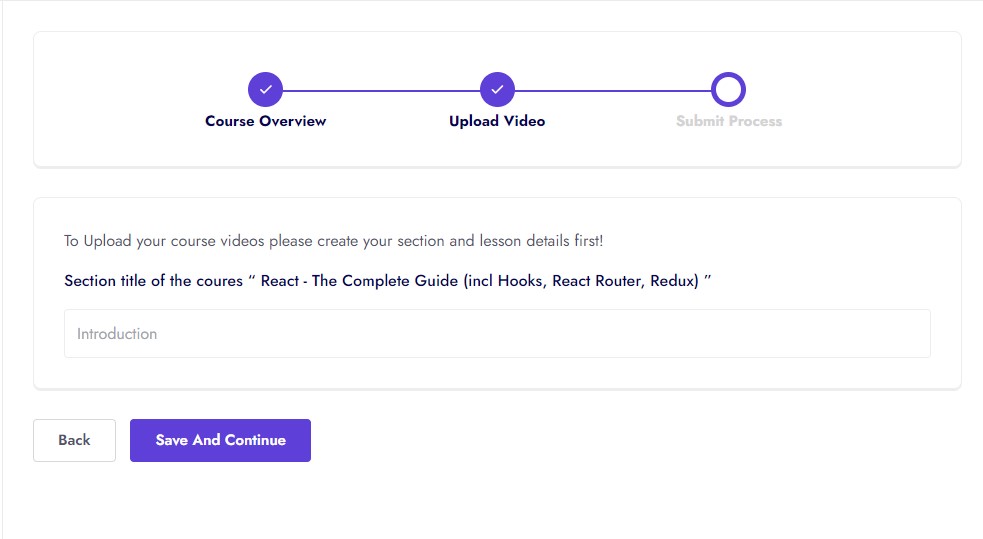 Course Overview Upload Video Submit Process
To Upload your course videos please create your section and lesson details first!
Section title of the coures “ React - The Complete Guide (incl Hooks, React Router, Redux) ”
Introduction
Back Save And Continue